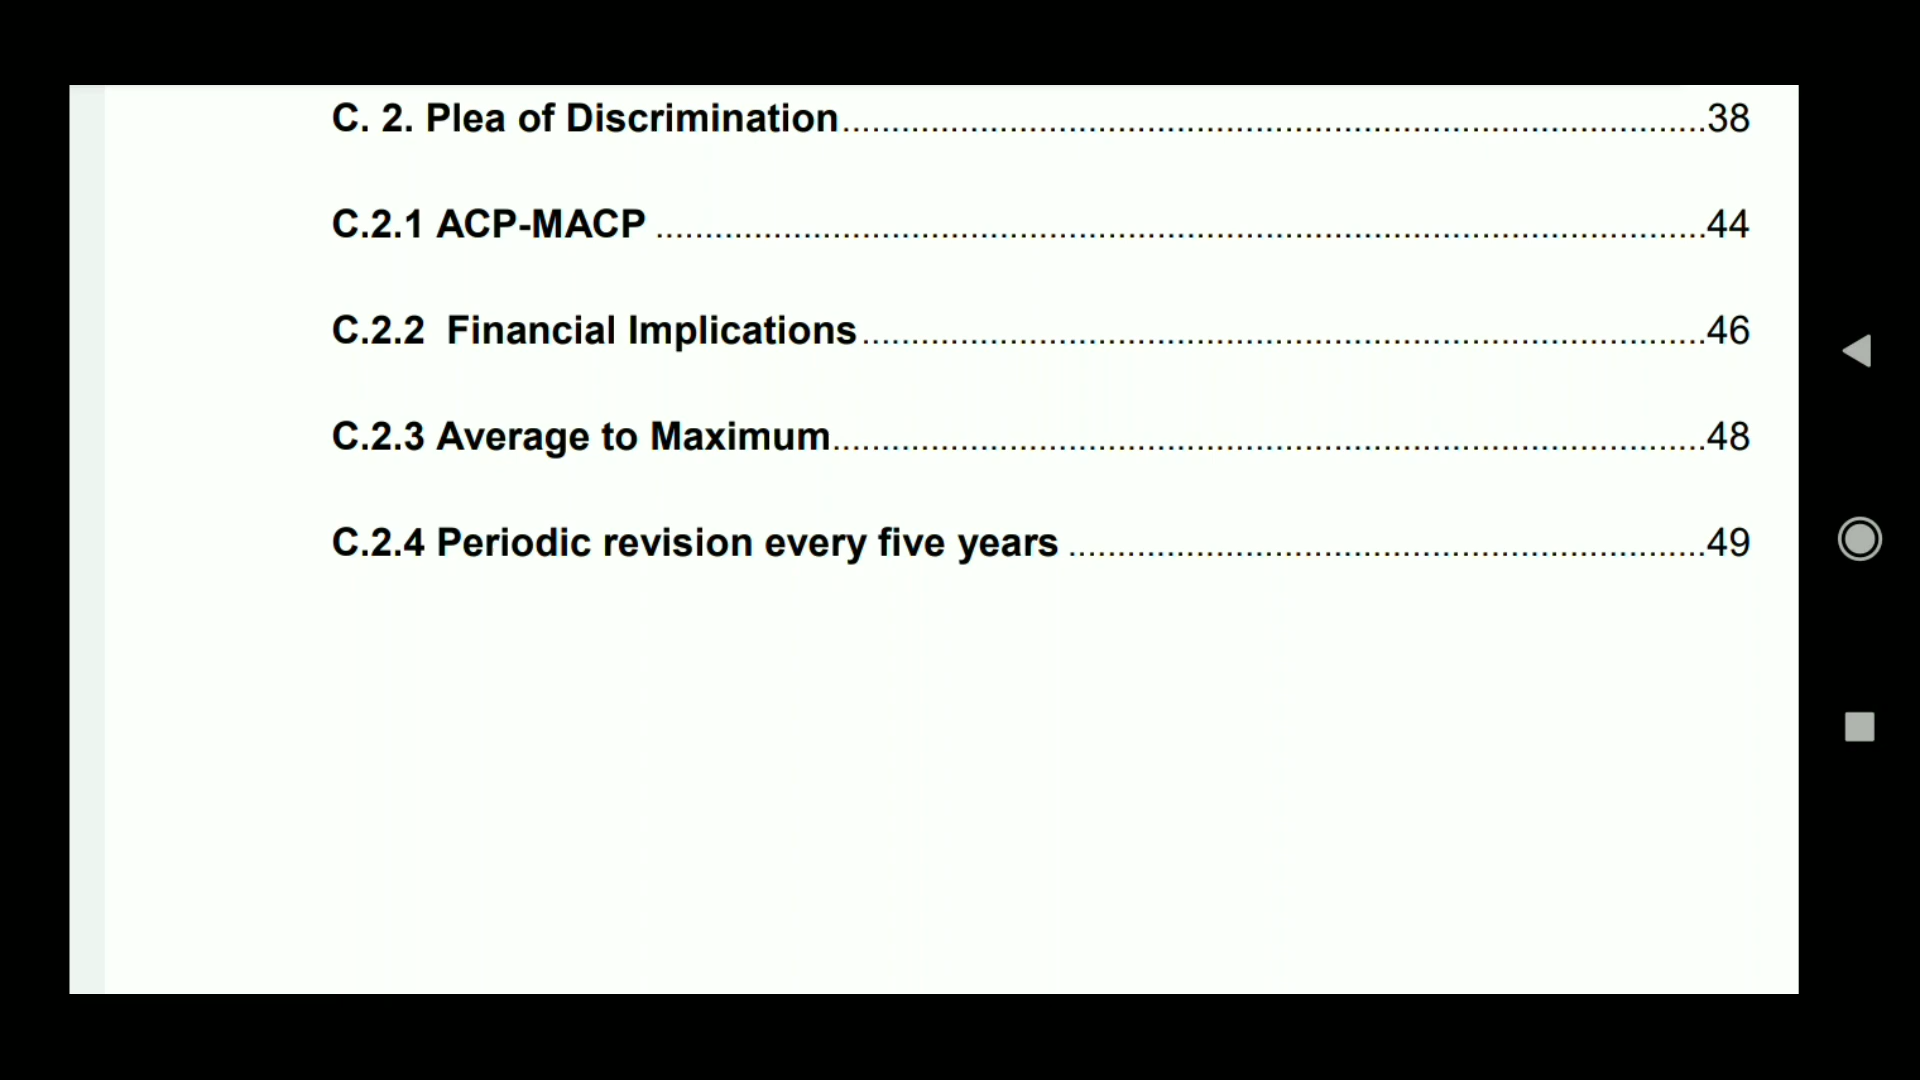 C. 2. Plea of Discrimination........................................................................................38
C.2.1 ACP-MACP ...........................................................................................................44
C.2.2  Financial Implications......................................................................................46
C.2.3 Average to Maximum.........................................................................................48
C.2.4 Periodic revision every five years .................................................................49